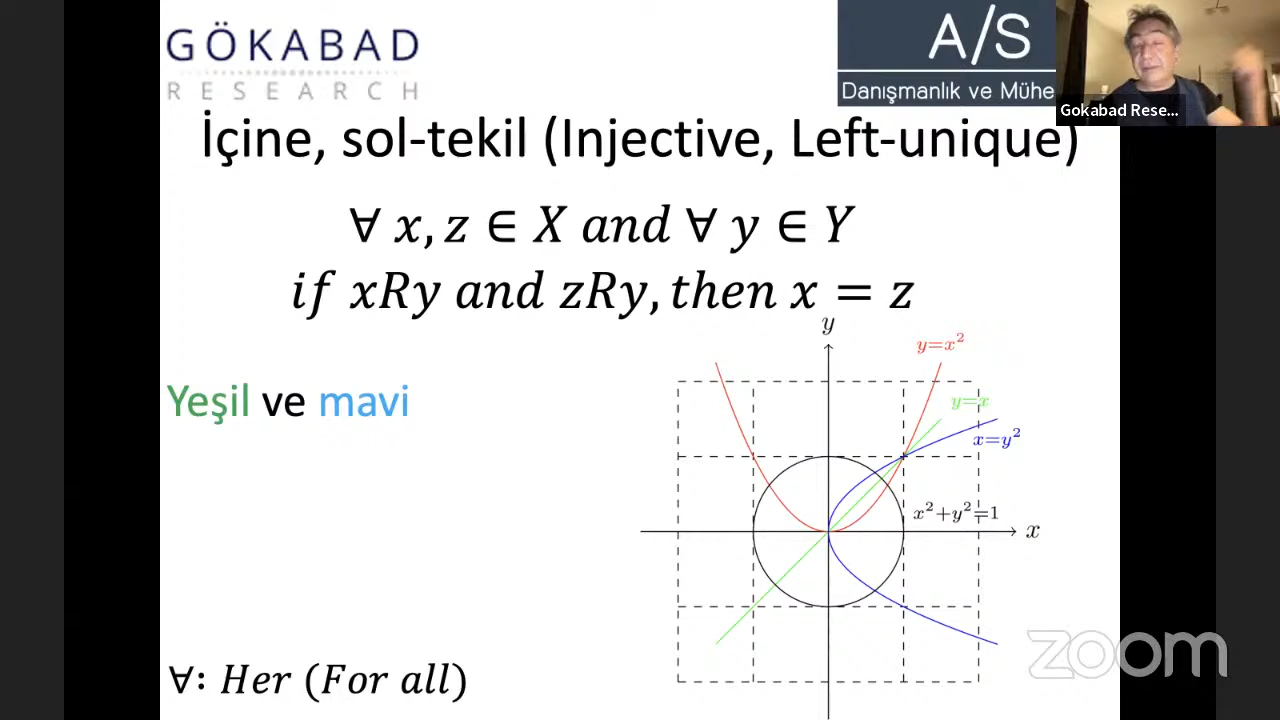 GÖKABAD
RESEARCH
A/S
Danışmanlık ve Mühe
Gokabad Rese...
İçine, sol-tekil (Injective, Left-unique)
∀ x, z ∈ X and ∀ y ∈ Y
if xRy and zRy, then x = z
y
y=x²
y=x
x=y²
x²+y²=1
x
Yeşil ve mavi
∀: Her (For all)
zoom